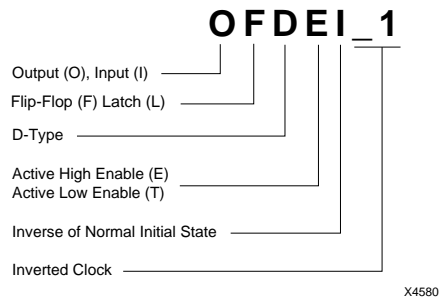 OFDEI_1
Output (O), Input (I)
Flip-Flop (F) Latch (L)
D-Type
Active High Enable (E)
Active Low Enable (T)
Inverse of Normal Initial State
Inverted Clock
X4580